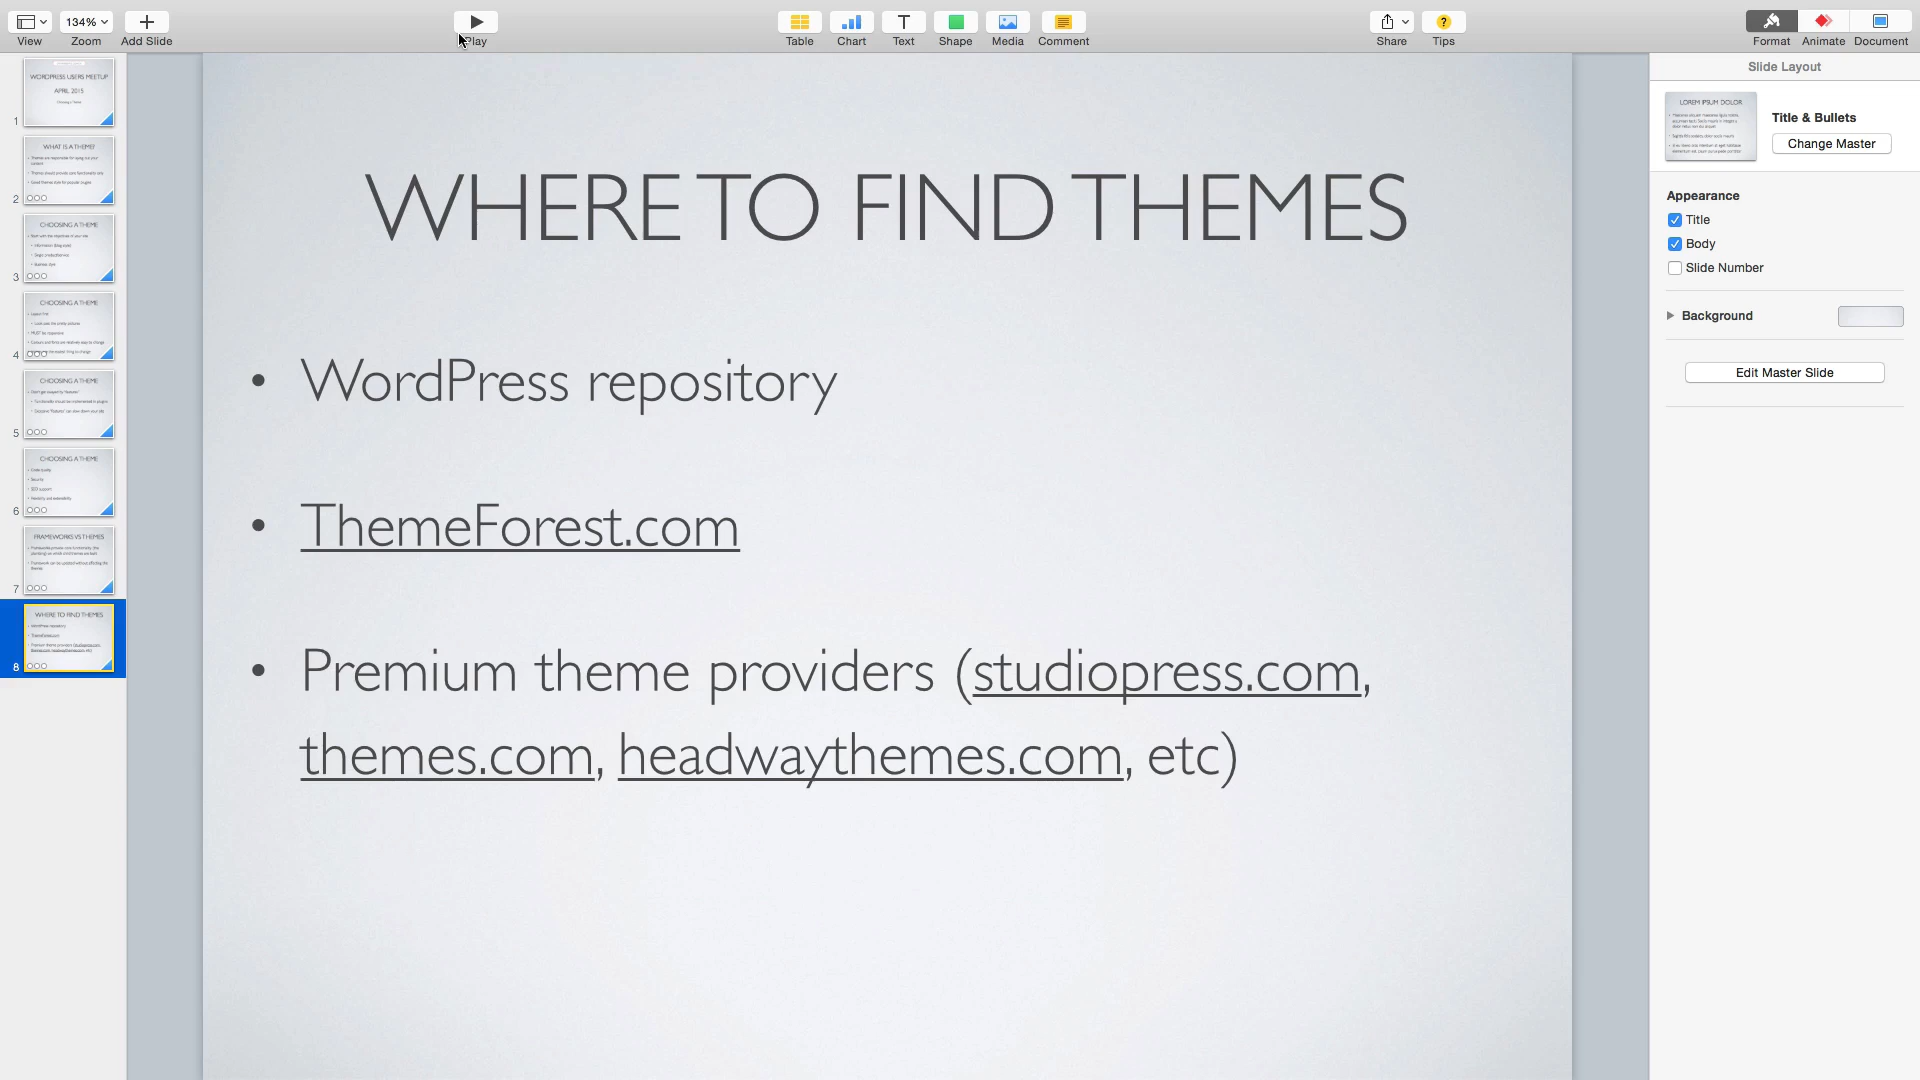 134%
View
Zoom
Add Slide
Play
Table
Chart
Text
Shape
Media
Comment
Share
Tips
Format
Animate
Document
WORDPRESS USERS MEETUP
APRIL 2015
Choosing a Theme
1
WHAT IS A THEME?
2
CHOOSING A THEME
3
CHOOSING A THEME
4
CHOOSING A THEME
5
CHOOSING A THEME
6
FRAMEWORKS VS THEMES
7
WHERE TO FIND THEMES
8
WHERE TO FIND THEMES
• WordPress repository
• ThemeForest.com
• Premium theme providers (studiopress.com,
themes.com, headwaythemes.com, etc)
Slide Layout
LOREM IPSUM DOLOR
Title & Bullets
Change Master
Appearance
Title
Body
Slide Number
Background
Edit Master Slide